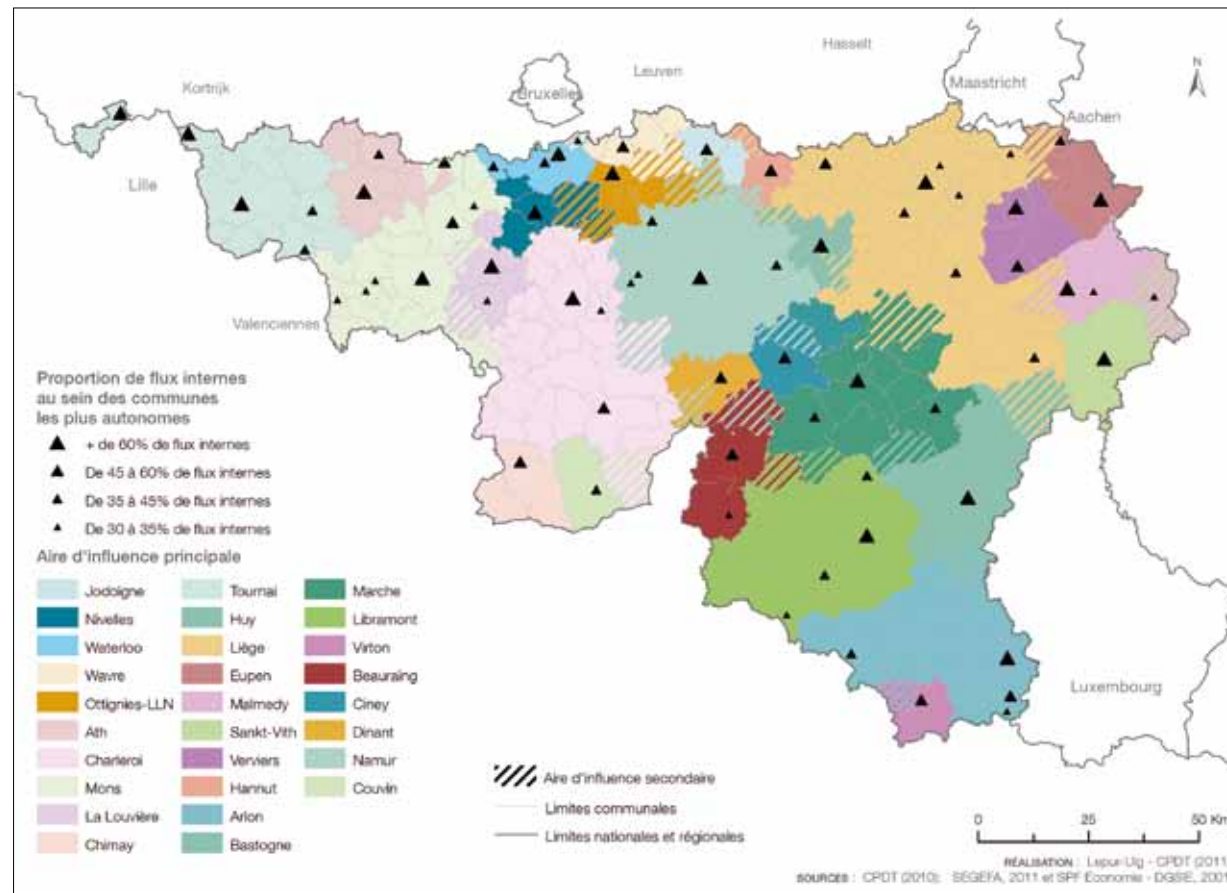 Hasselt
Kortrijk
Leuven
Bruxelles
Maastricht
N
Aachen
Lille
Valenciennes
Luxembourg
Proportion de flux internes
au sein des communes
les plus autonomes
+ de 60% de flux internes
De 45 à 60% de flux internes
De 35 à 45% de flux internes
De 30 à 35% de flux internes
Aire d'influence principale
Jodoigne
Nivelles
Waterloo
Wavre
Ottignies-LLN
Ath
Charleroi
Mons
La Louvière
Chimay
Tournai
Huy
Liège
Eupen
Malmedy
Sankt-Vith
Verviers
Hannut
Arlon
Bastogne
Marche
Libramont
Virton
Beauraing
Ciney
Dinant
Namur
Couvin
Aire d'influence secondaire
Limites communales
Limites nationales et régionales
0 25 50 Km
RÉALISATION : Lepur-Ulg - CPDT (2011
SOURCES : CPDT (2010); SEGEFA, 2011 et SPF Economie - DGSIE, 2001